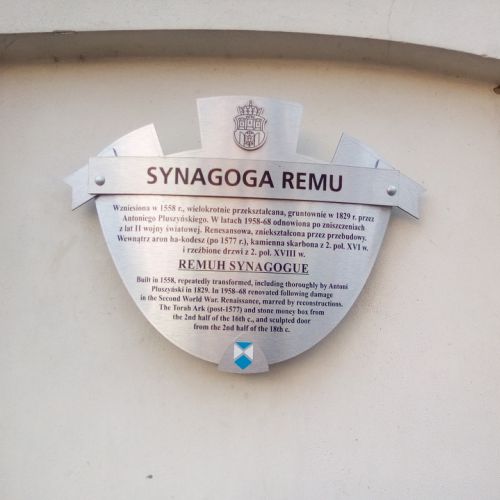 SYNAGOGA REMU
Wzniesiona w 1558 r., wielokrotnie przekształcana, gruntownie w 1829 r. przez
Antoniego Pluszyńskiego. W latach 1958-68 odnowiona po zniszczeniach
z lat II wojny światowej. Renesansowa, zniekształcona przez przebudowy.
Wewnątrz aron ha-kodesz (po 1577 r.), kamienna skarbona z 2. poł. XVI w.
i rzeźbione drzwi z 2. poł. XVIII w.
REMUH SYNAGOGUE
Built in 1558, repeatedly transformed, including thoroughly by Antoni
Pluszyński in 1829. In 1958–68 renovated following damage
in the Second World War. Renaissance, marred by reconstructions.
The Torah Ark (post-1577) and stone money box from
the 2nd half of the 16th c., and sculpted door
from the 2nd half of the 18th c.